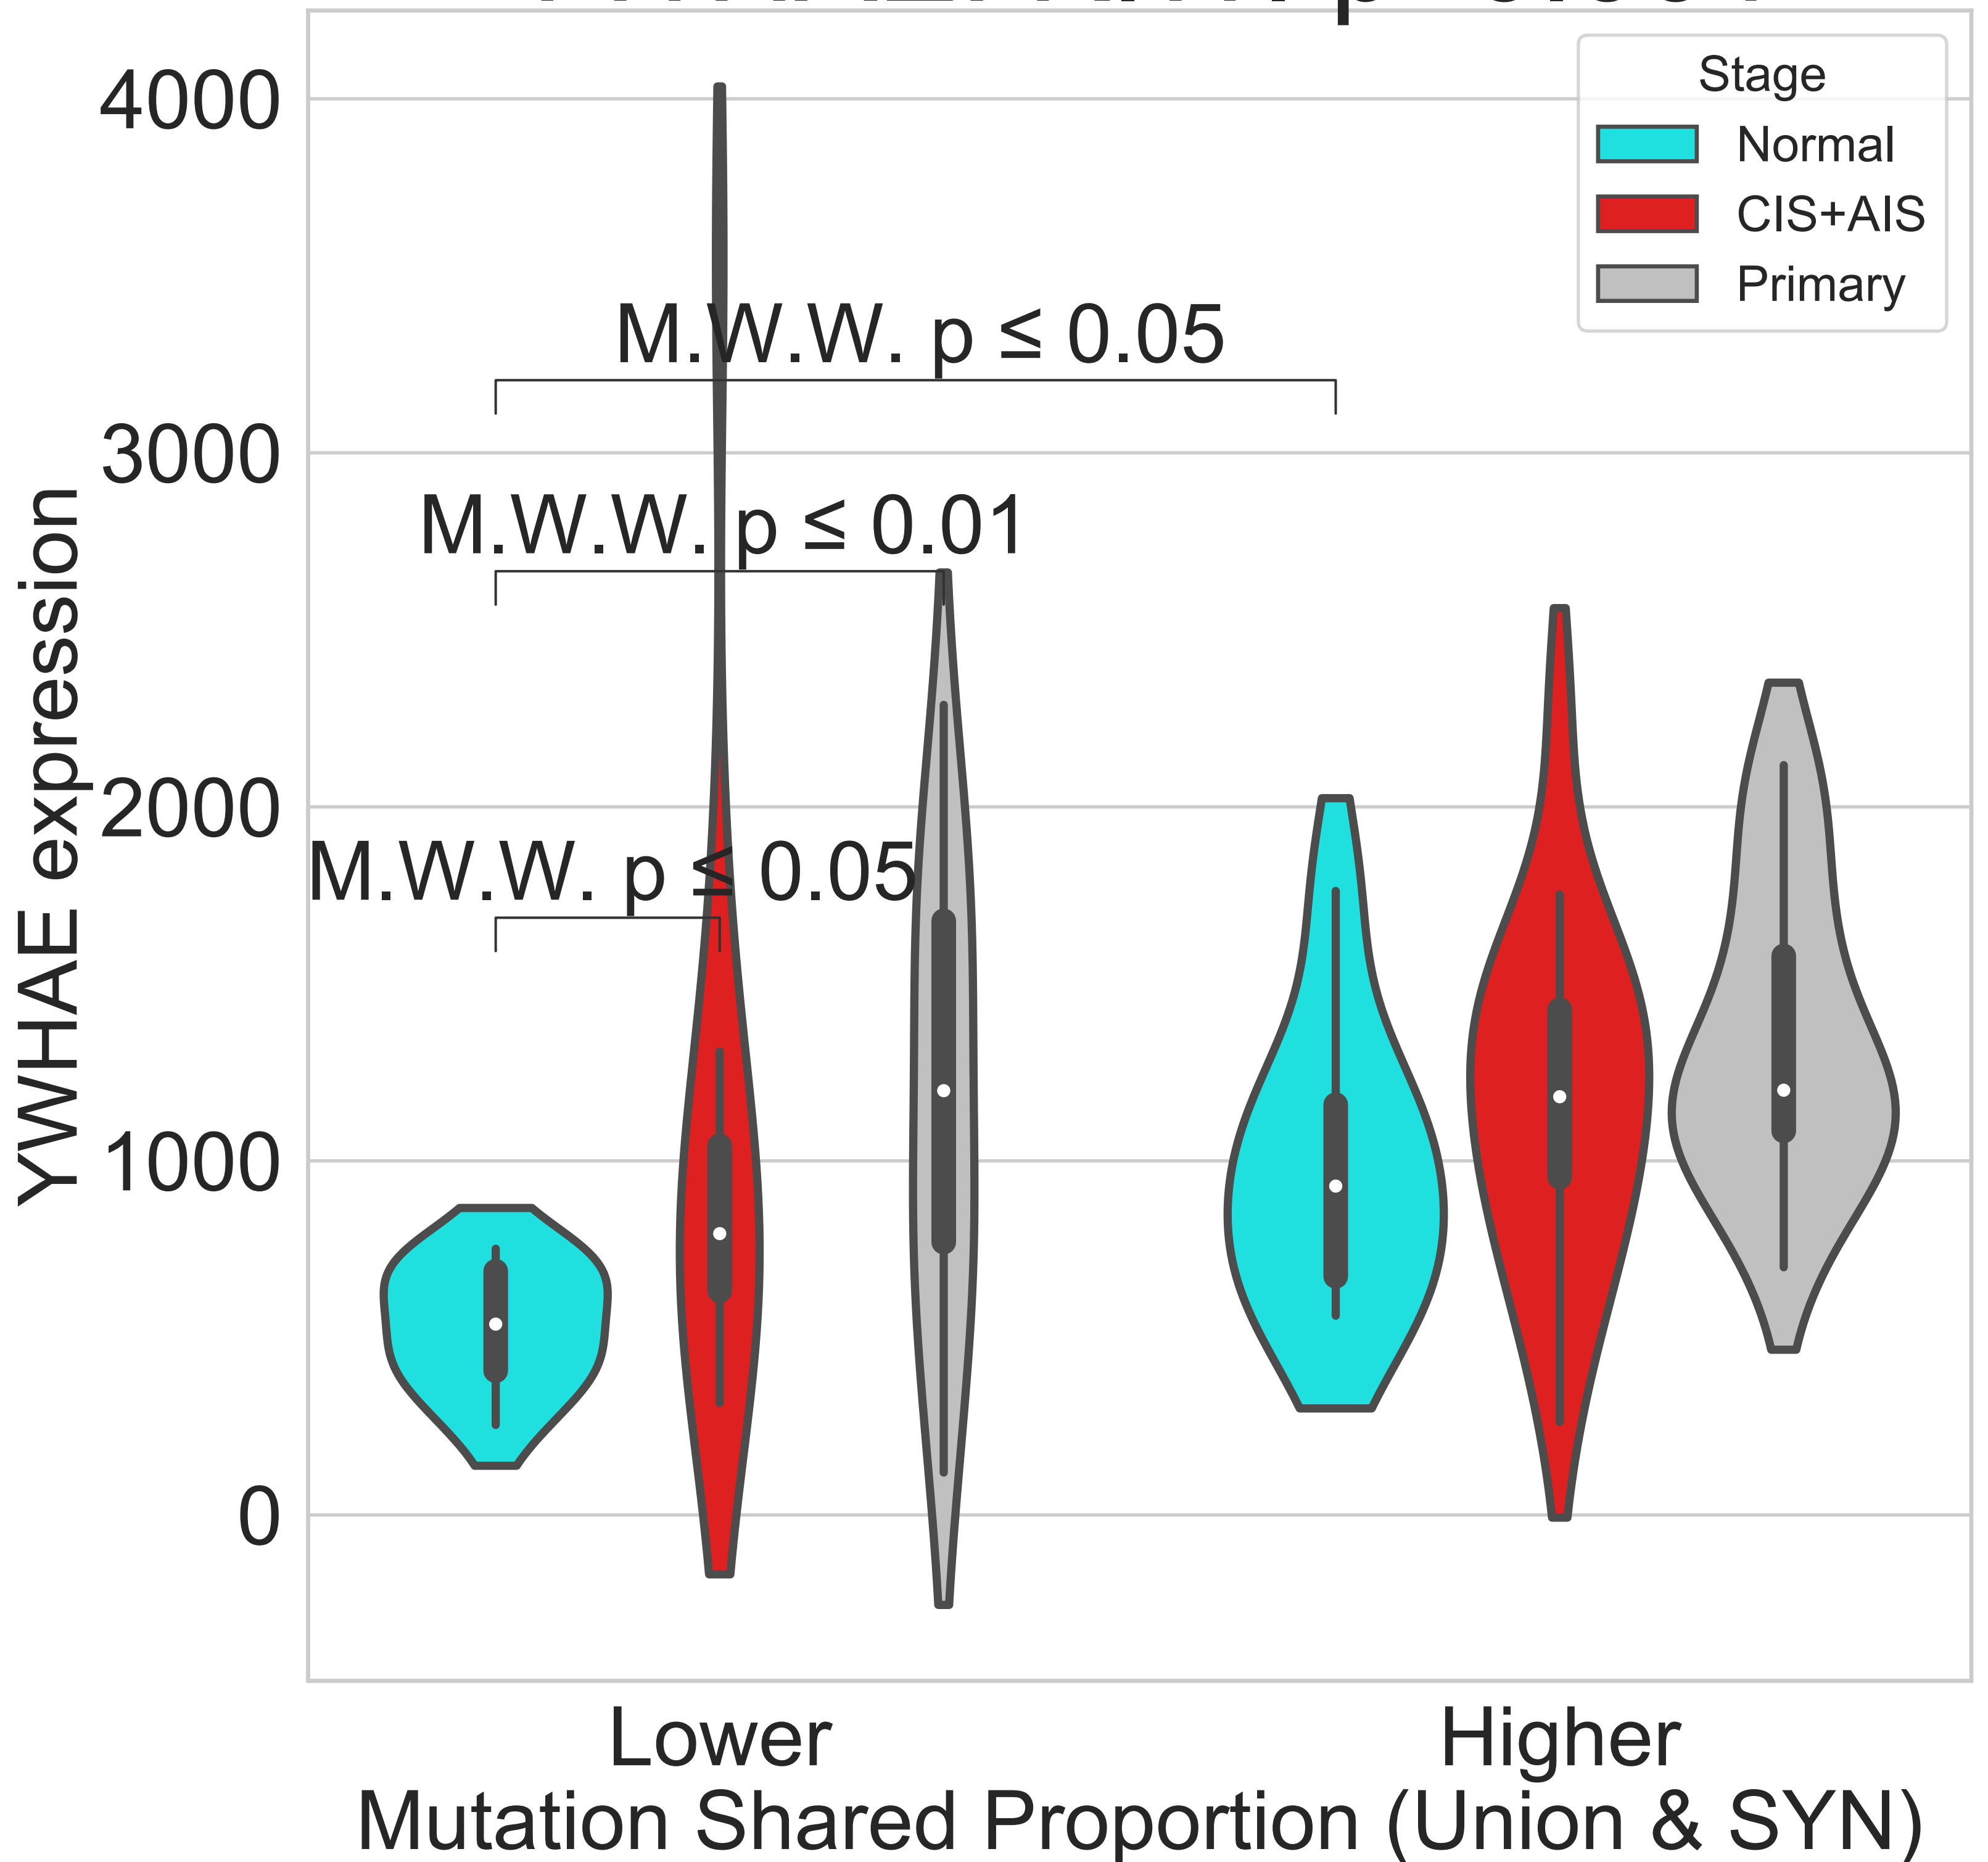 Stage
Normal
CIS+AIS
Primary
4000
3000
2000
1000
0
YWHAE expression
M.W.W. p ≤ 0.05
M.W.W. p ≤ 0.01
M.W.W. p ≤ 0.05
Lower
Higher
Mutation Shared Proportion (Union & SYN)